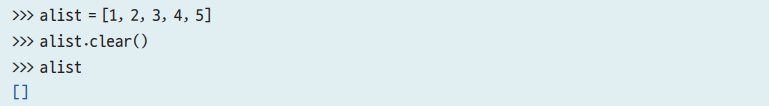 >>> alist = [1, 2, 3, 4, 5]
>>> alist.clear()
>>> alist
[]